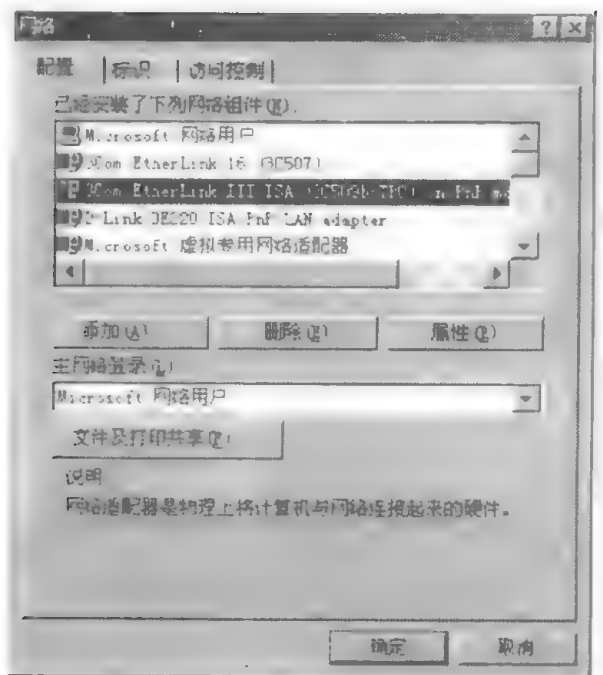 网络
配置 标识 访问控制
已经安装了下列网络组件(N):
Microsoft 网络用户
3Com EtherLink 16 (3C507)
3Com EtherLink III ISA (3C509b-TPO) in PnP mo
D-Link DE220 ISA PnP LAN adapter
Microsoft 虚拟专用网络适配器
添加(A) 删除(E) 属性(R)
主网络登录(L)
Microsoft 网络用户
文件及打印共享(F)
说明
网络适配器是物理上将计算机与网络连接起来的硬件。
确定 取消